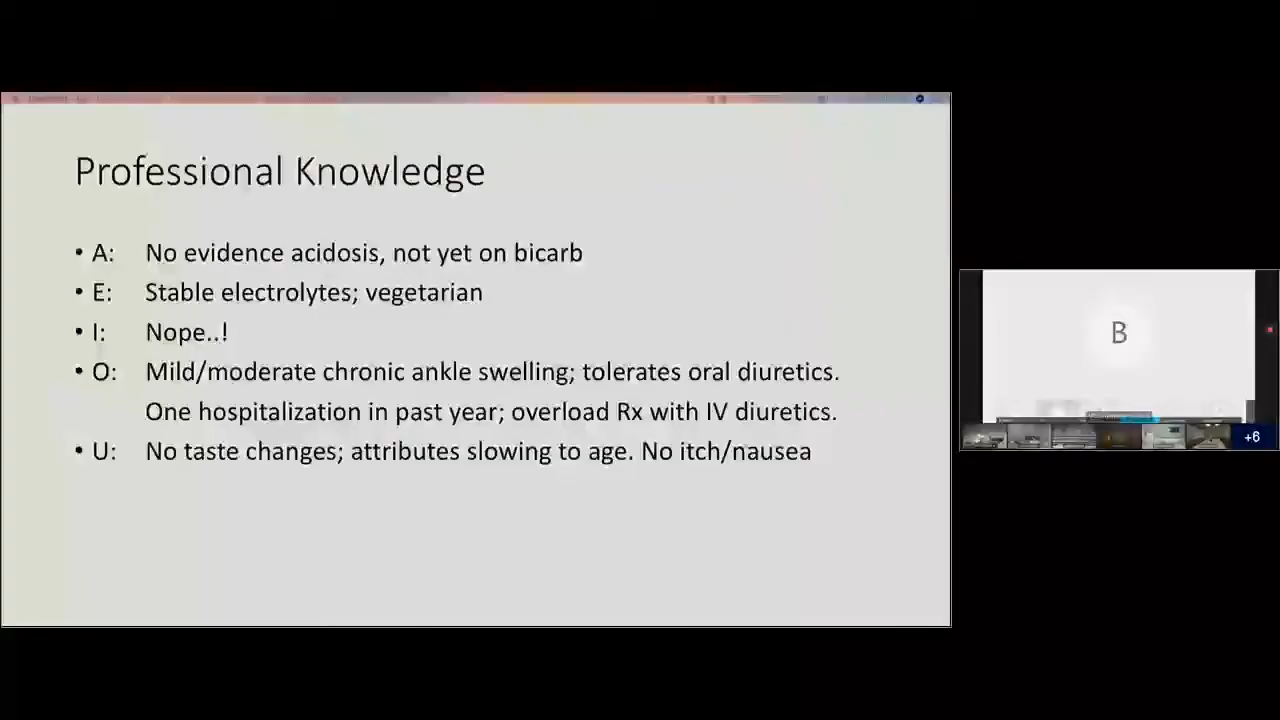 Professional Knowledge
• A: No evidence acidosis, not yet on bicarb
• E: Stable electrolytes; vegetarian
• I: Nope..!
• O: Mild/moderate chronic ankle swelling; tolerates oral diuretics.
One hospitalization in past year; overload Rx with IV diuretics.
• U: No taste changes; attributes slowing to age. No itch/nausea
B
+6